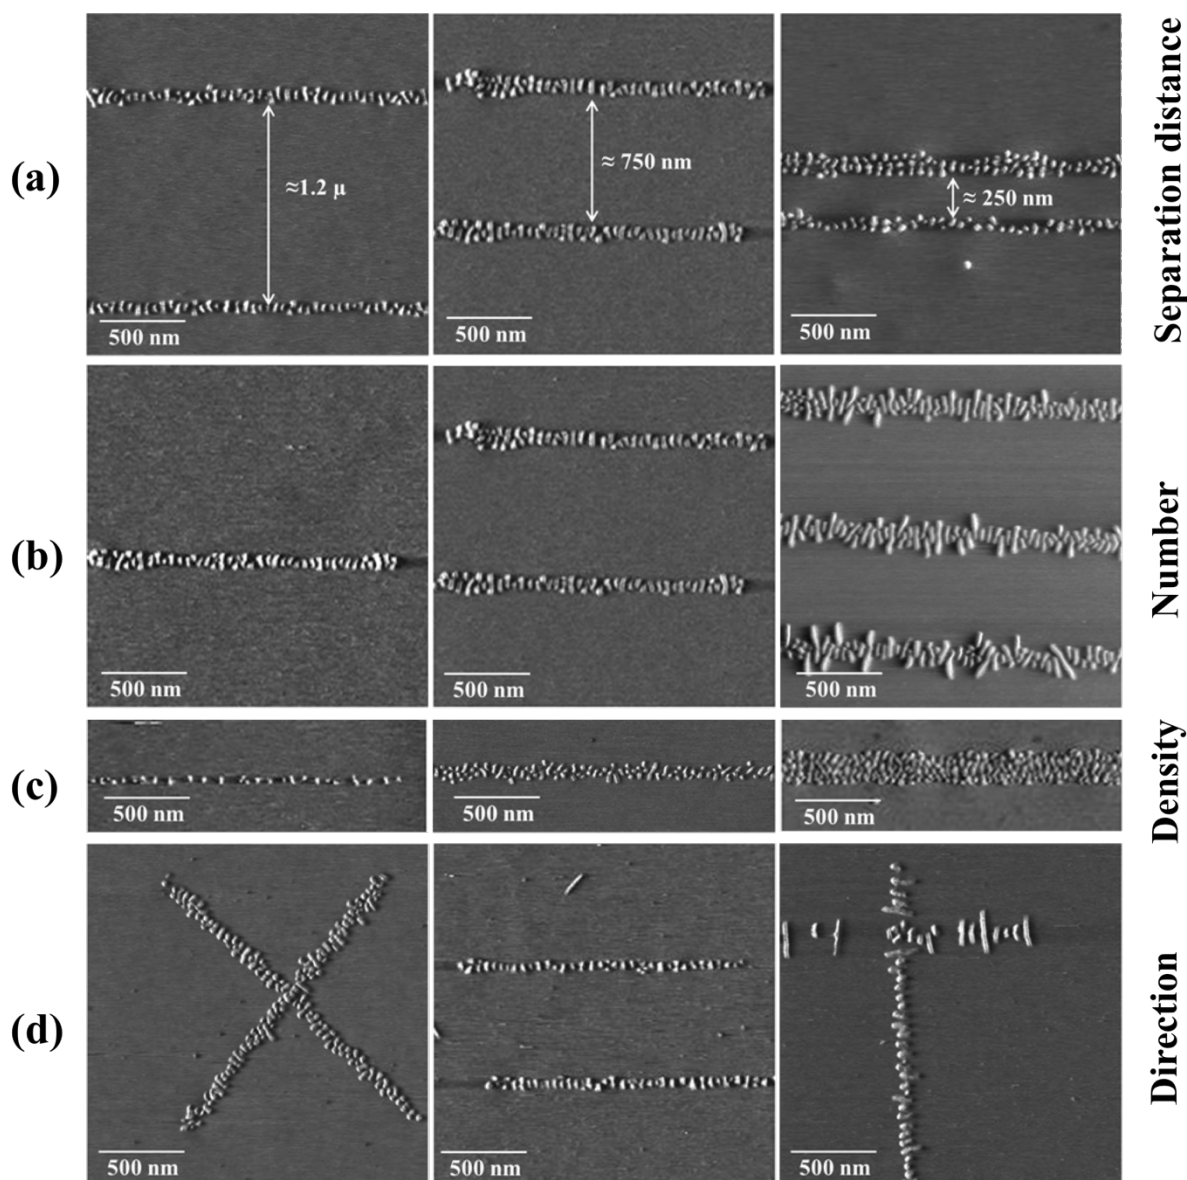 (a)
≈1.2 µ
500 nm
≈ 750 nm
500 nm
≈ 250 nm
500 nm
Separation distance
(b)
500 nm
500 nm
500 nm
Number
(c)
500 nm
500 nm
500 nm
Density
(d)
500 nm
500 nm
500 nm
Direction